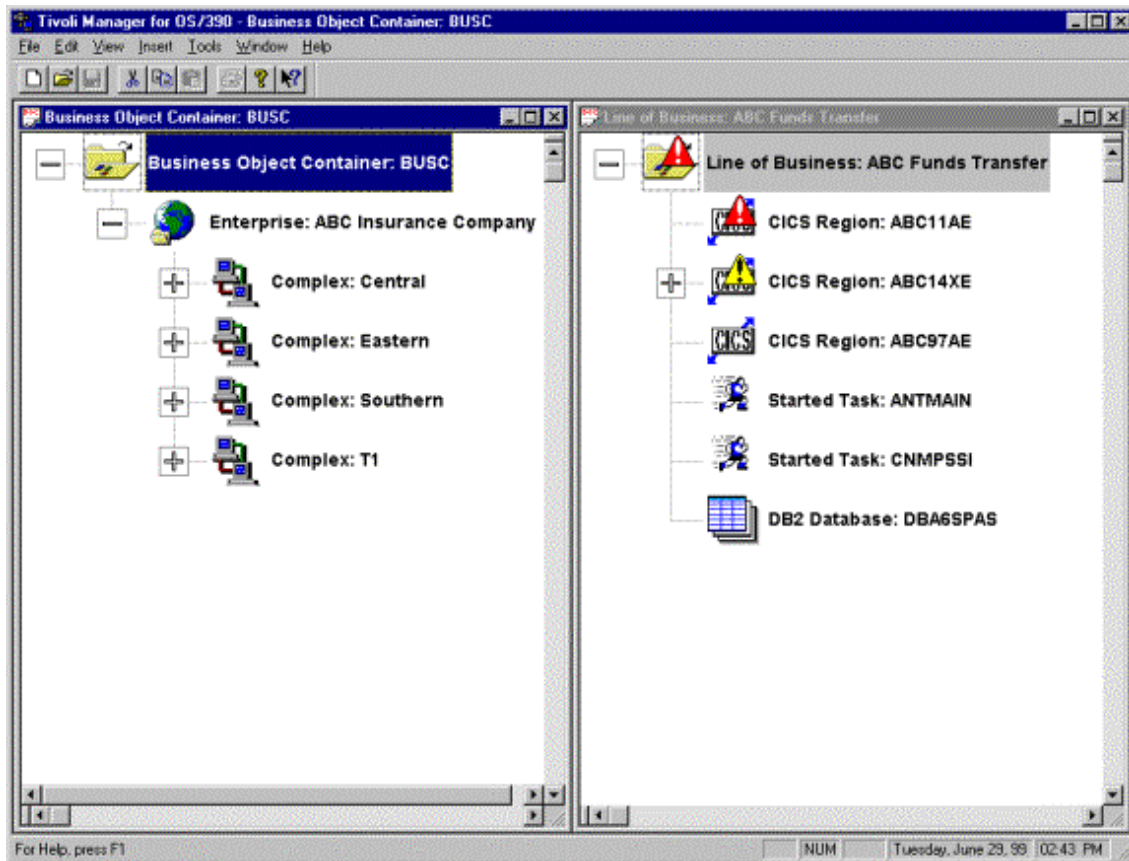 Tivoli Manager for OS/390 - Business Object Container: BUSC
File Edit View Insert Tools Window Help
Business Object Container: BUSC
Business Object Container: BUSC
Enterprise: ABC Insurance Company
Complex: Central
Complex: Eastern
Complex: Southern
Complex: T1
Line of Business: ABC Funds Transfer
Line of Business: ABC Funds Transfer
CICS Region: ABC11AE
CICS Region: ABC14XE
CICS
CICS Region: ABC97AE
Started Task: ANTMAIN
Started Task: CNMPSSI
DB2 Database: DBA6SPAS
For Help, press F1
NUM
Tuesday, June 29, 99
02:43 PM